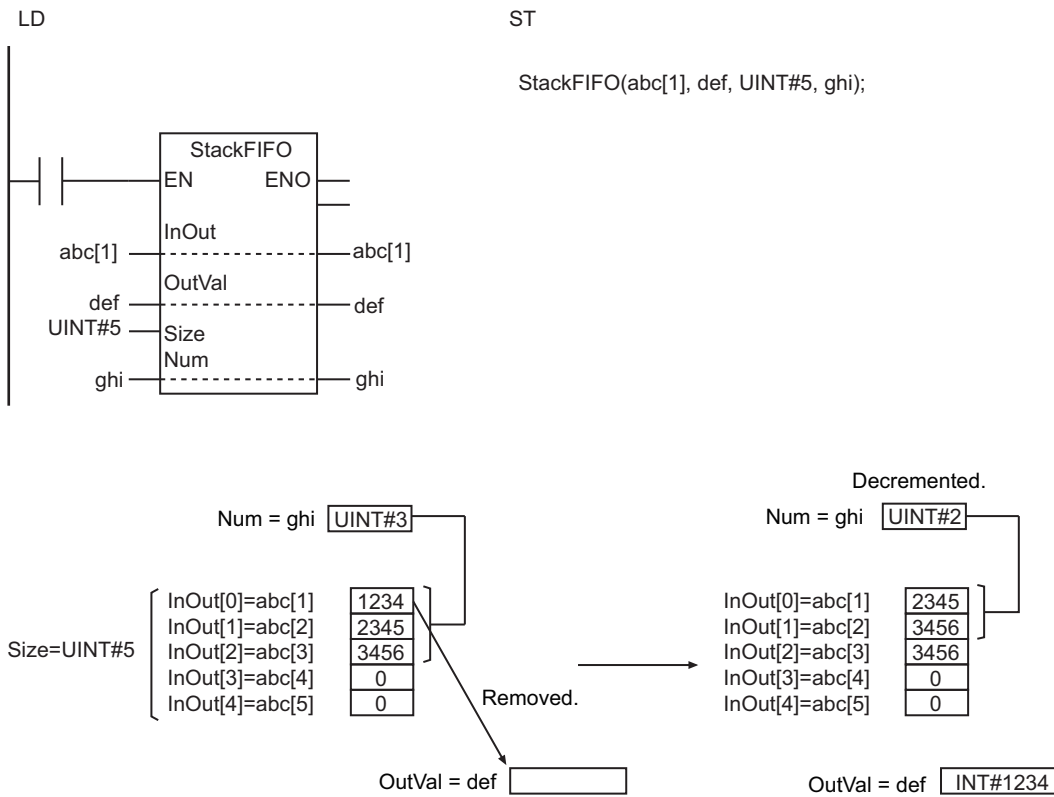 LD
ST
StackFIFO(abc[1], def, UINT#5, ghi);
StackFIFO
EN ENO
InOut
abc[1] abc[1]
OutVal
def def
UINT#5 Size
Num
ghi ghi
Decremented.
Num = ghi UINT#3
Num = ghi UINT#2
Size=UINT#5
InOut[0]=abc[1] 1234
InOut[1]=abc[2] 2345
InOut[2]=abc[3] 3456
InOut[3]=abc[4] 0
InOut[4]=abc[5] 0
Removed.
OutVal = def
InOut[0]=abc[1] 2345
InOut[1]=abc[2] 3456
InOut[2]=abc[3] 3456
InOut[3]=abc[4] 0
InOut[4]=abc[5] 0
OutVal = def INT#1234